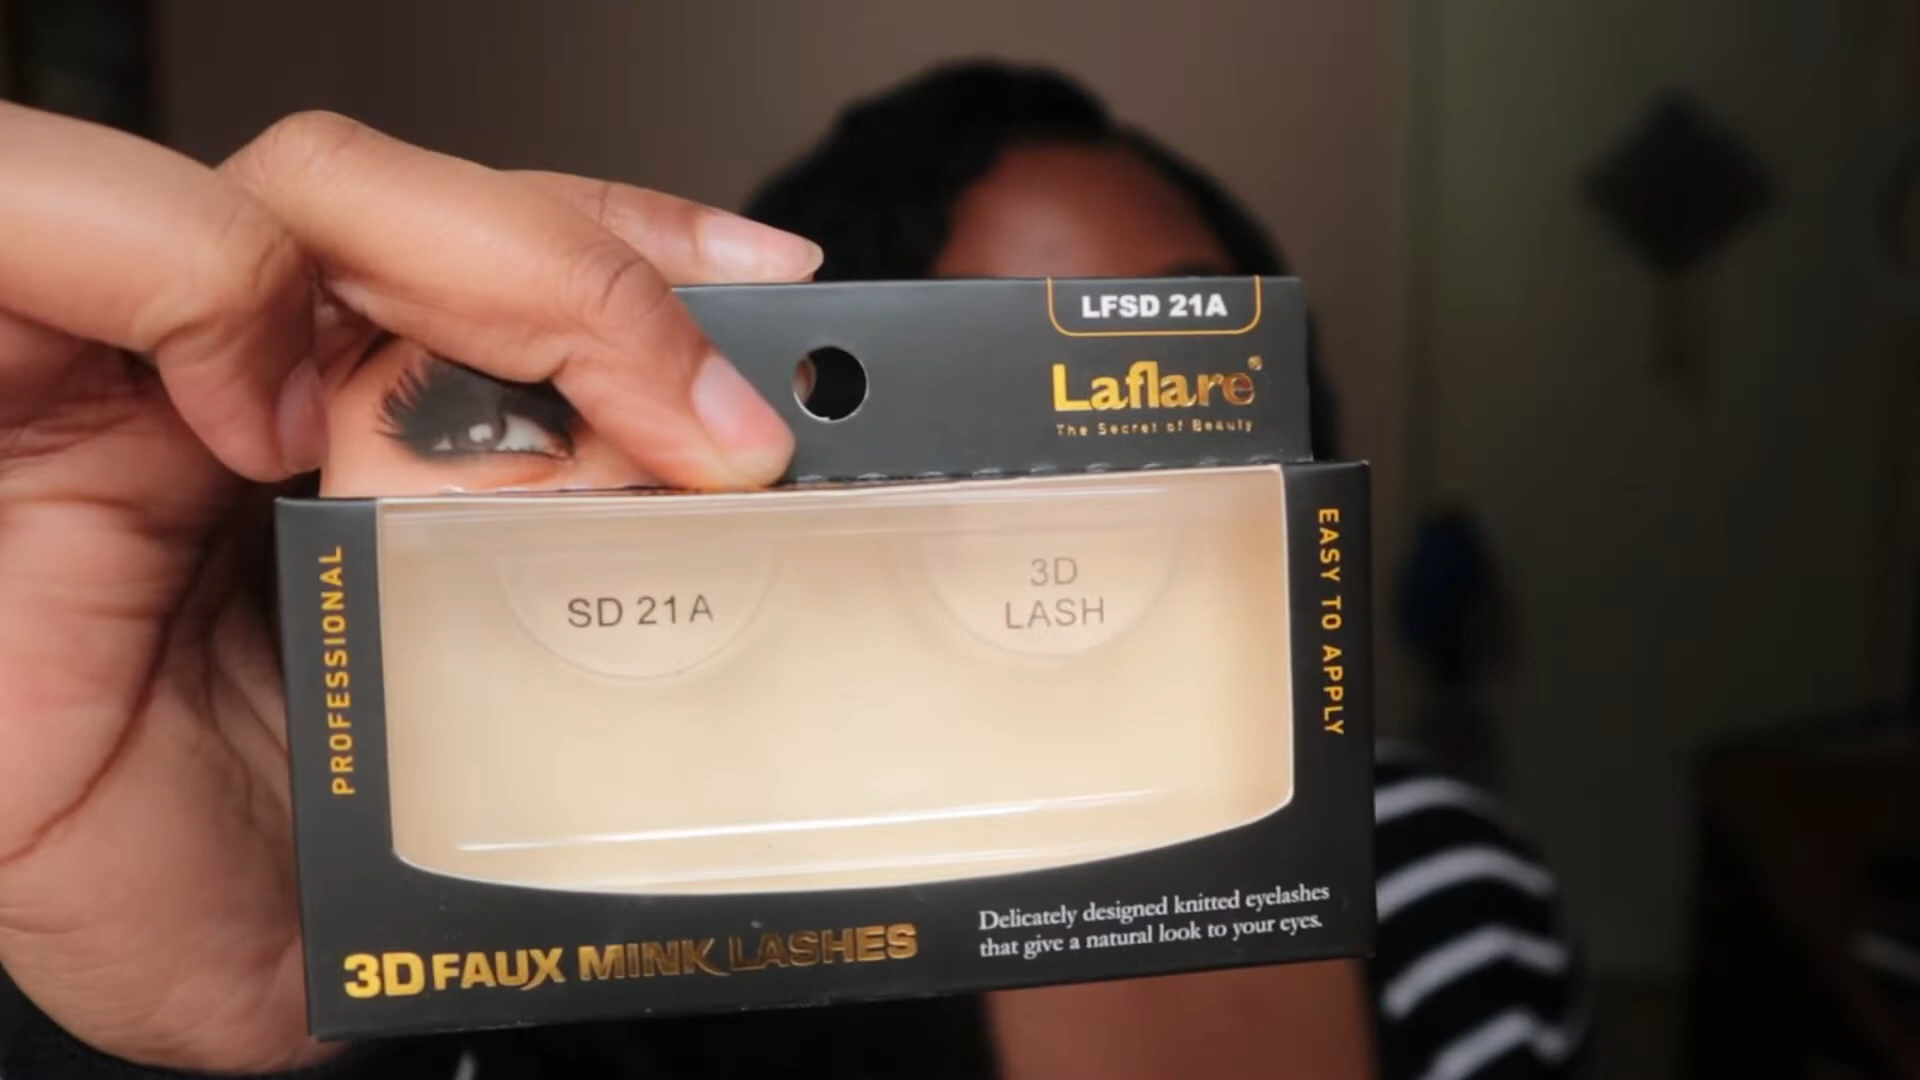 LFSD 21A
Laflare®
The Secret of Beauty
PROFESSIONAL
SD 21A
3D
LASH
EASY TO APPLY
3D FAUX MINK LASHES
Delicately designed knitted eyelashes
that give a natural look to your eyes.